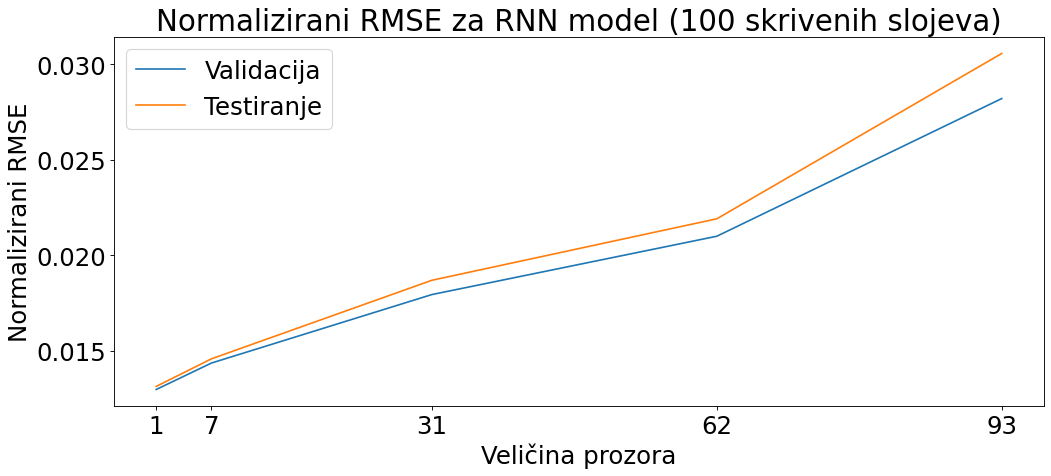 Normalizirani RMSE za RNN model (100 skrivenih slojeva)
Validacija
Testiranje
Normalizirani RMSE
0.030
0.025
0.020
0.015
1 7 31 62 93
Veličina prozora